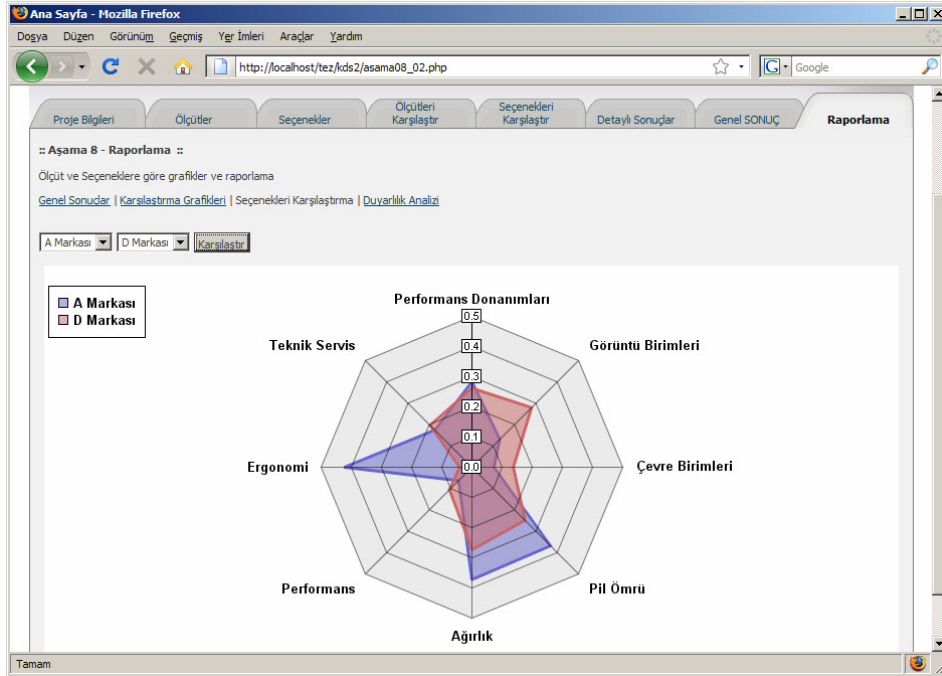 Ana Sayfa - Mozilla Firefox
Dosya Düzen Görünüm Geçmiş Yer İmleri Araçlar Yardım
http://localhost/tez/kds2/asama08_02.php
Google
Proje Bilgileri
Ölçütler
Seçenekler
Ölçütleri
Karşılaştır
Seçenekleri
Karşılaştır
Detaylı Sonuçlar
Genel SONUÇ
Raporlama
:: Aşama 8 - Raporlama ::
Ölçüt ve Seçeneklere göre grafikler ve raporlama
Genel Sonuçlar | Karşılaştırma Grafikleri | Seçenekleri Karşılaştırma | Duyarlılık Analizi
A Markası D Markası Karşılaştır
A Markası
D Markası
Performans Donanımları
0.5
Teknik Servis
Görüntü Birimleri
0.4
0.3
0.2
0.1
Ergonomi
0.0
Çevre Birimleri
Performans
Pil Ömrü
Ağırlık
Tamam